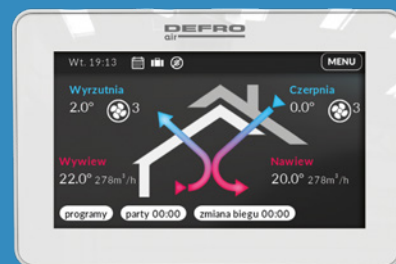 DEFRO
air
Wt. 19:13
MENU
Wyrzutnia
2.0° 3
Czerpnia
0.0° 3
Wywiew
22.0° 278m³/h
Nawiew
20.0° 278m³/h
programy
party 00:00
zmiana biegu 00:00